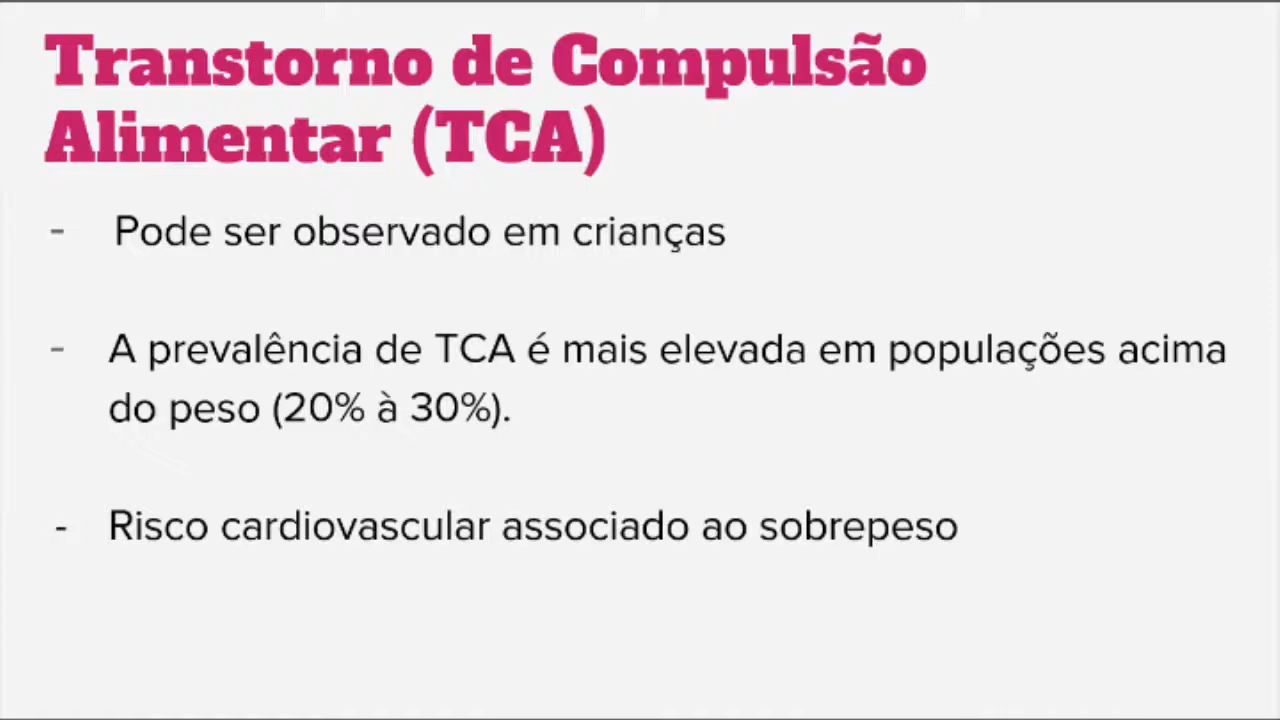 Transtorno de Compulsão
Alimentar (TCA)
- Pode ser observado em crianças
- A prevalência de TCA é mais elevada em populações acima
do peso (20% à 30%).
- Risco cardiovascular associado ao sobrepeso